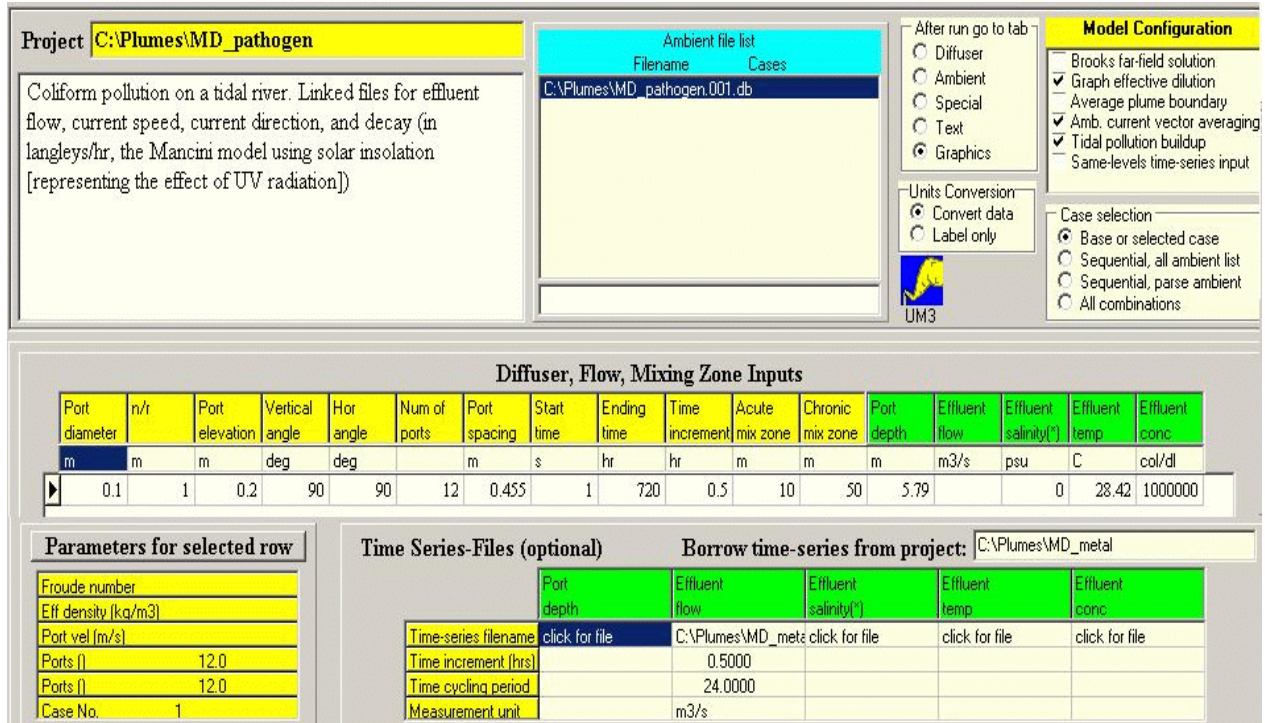 Project C:\Plumes\MD_pathogen
Coliform pollution on a tidal river. Linked files for effluent
flow, current speed, current direction, and decay (in
langleys/hr, the Mancini model using solar insolation
[representing the effect of UV radiation])
Ambient file list
Filename Cases
C:\Plumes\MD_pathogen.001.db
After run go to tab
Diffuser
Ambient
Special
Text
Graphics
Units Conversion
Convert data
Label only
UM3
Model Configuration
Brooks far-field solution
Graph effective dilution
Average plume boundary
Amb. current vector averaging
Tidal pollution buildup
Same-levels time-series input
Case selection
Base or selected case
Sequential, all ambient list
Sequential, parse ambient
All combinations
Diffuser, Flow, Mixing Zone Inputs
Port n/r Port Vertical Hor Num of Port Start Ending Time Acute Chronic Port Effluent Effluent Effluent Effluent
diameter elevation angle angle ports spacing time time increment mix zone mix zone depth flow salinity(*) temp conc
m m m deg deg m s hr hr m m m m3/s psu C col/dl
0.1 1 0.2 90 90 12 0.455 1 720 0.5 10 50 5.79 0 28.42 1000000
Parameters for selected row
Froude number
Eff density (kg/m3)
Port vel (m/s)
Ports () 12.0
Ports () 12.0
Case No. 1
Time Series-Files (optional) Borrow time-series from project: C:\Plumes\MD_metal
Port Effluent Effluent Effluent Effluent
depth flow salinity(*) temp conc
Time-series filename click for file C:\Plumes\MD_meta click for file click for file click for file
Time increment (hrs) 0.5000
Time cycling period 24.0000
Measurement unit m3/s